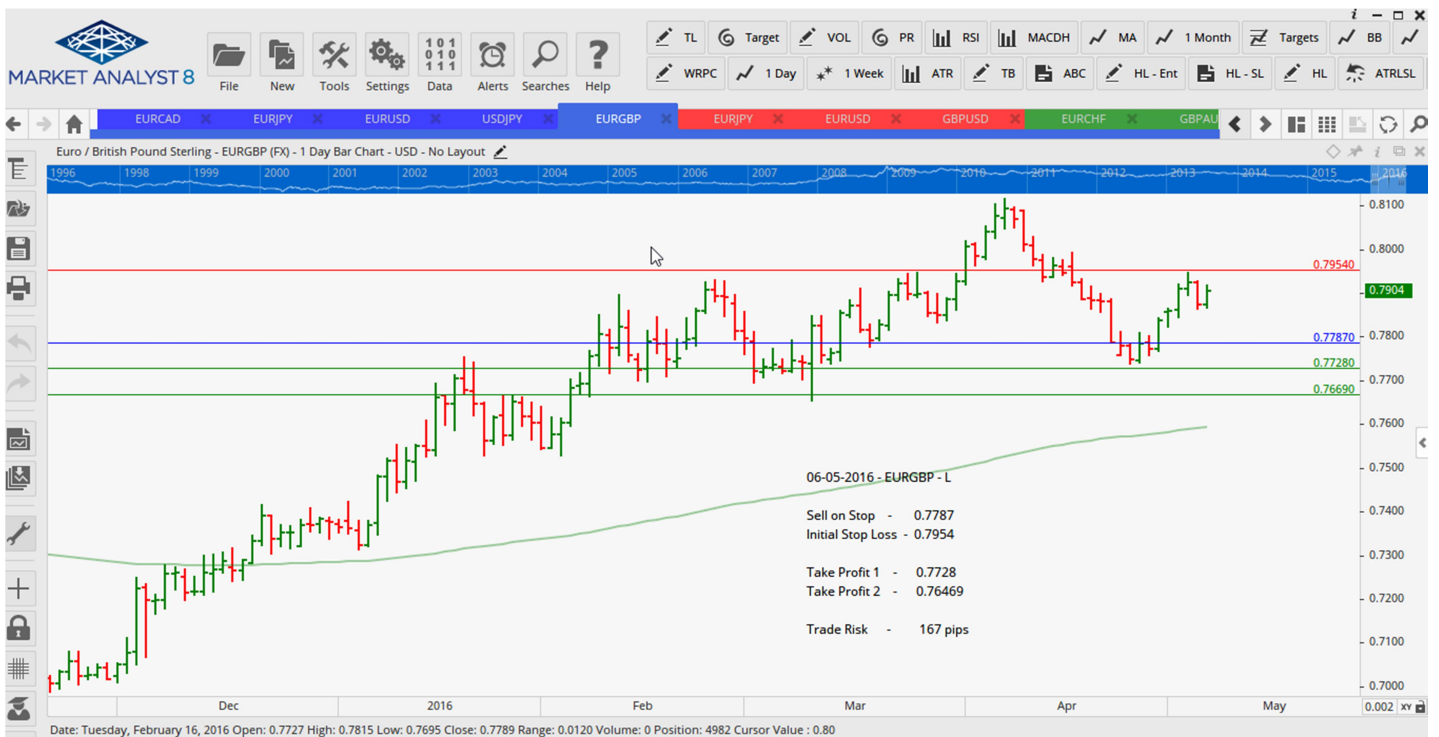 i
MARKET ANALYST 8
File New Tools Settings Data Alerts Searches Help
101
010
111
TL Target VOL PR RSI MACDH MA 1 Month Targets BB
WRPC 1 Day 1 Week ATR TB ABC HL - Ent HL - SL HL ATRLSL
EURCAD EURJPY EURUSD USDJPY EURGBP EURJPY EURUSD GBPUSD EURCHF GBPAU
Euro / British Pound Sterling - EURGBP (FX) - 1 Day Bar Chart - USD - No Layout
1996 1998 1999 2000 2001 2002 2003 2004 2005 2006 2007 2008 2009 2010 2011 2012 2013 2014 2015 2016
0.8100
0.8000
0.79540
0.7904
0.7800
0.77870
0.77280
0.7700
0.76690
0.7600
0.7500
0.7400
0.7300
0.7200
0.7100
0.7000
06-05-2016 - EURGBP - L
Sell on Stop - 0.7787
Initial Stop Loss - 0.7954
Take Profit 1 - 0.7728
Take Profit 2 - 0.76469
Trade Risk - 167 pips
Dec 2016 Feb Mar Apr May 0.002 XY
Date: Tuesday, February 16, 2016 Open: 0.7727 High: 0.7815 Low: 0.7695 Close: 0.7789 Range: 0.0120 Volume: 0 Position: 4982 Cursor Value : 0.80